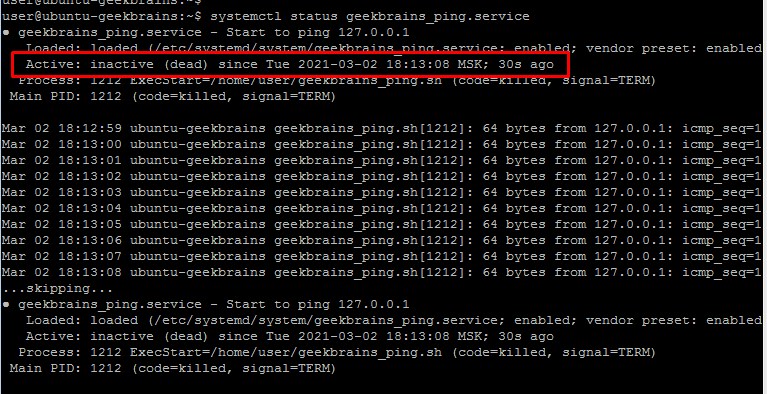 user@ubuntu-geekbrains:~$
user@ubuntu-geekbrains:~$ systemctl status geekbrains_ping.service
● geekbrains_ping.service - Start to ping 127.0.0.1
Loaded: loaded (/etc/systemd/system/geekbrains_ping.service; enabled; vendor preset: enabled
Active: inactive (dead) since Tue 2021-03-02 18:13:08 MSK; 30s ago
Process: 1212 ExecStart=/home/user/geekbrains_ping.sh (code=killed, signal=TERM)
Main PID: 1212 (code=killed, signal=TERM)
Mar 02 18:12:59 ubuntu-geekbrains geekbrains_ping.sh[1212]: 64 bytes from 127.0.0.1: icmp_seq=1
Mar 02 18:13:00 ubuntu-geekbrains geekbrains_ping.sh[1212]: 64 bytes from 127.0.0.1: icmp_seq=1
Mar 02 18:13:01 ubuntu-geekbrains geekbrains_ping.sh[1212]: 64 bytes from 127.0.0.1: icmp_seq=1
Mar 02 18:13:02 ubuntu-geekbrains geekbrains_ping.sh[1212]: 64 bytes from 127.0.0.1: icmp_seq=1
Mar 02 18:13:03 ubuntu-geekbrains geekbrains_ping.sh[1212]: 64 bytes from 127.0.0.1: icmp_seq=1
Mar 02 18:13:04 ubuntu-geekbrains geekbrains_ping.sh[1212]: 64 bytes from 127.0.0.1: icmp_seq=1
Mar 02 18:13:05 ubuntu-geekbrains geekbrains_ping.sh[1212]: 64 bytes from 127.0.0.1: icmp_seq=1
Mar 02 18:13:06 ubuntu-geekbrains geekbrains_ping.sh[1212]: 64 bytes from 127.0.0.1: icmp_seq=1
Mar 02 18:13:07 ubuntu-geekbrains geekbrains_ping.sh[1212]: 64 bytes from 127.0.0.1: icmp_seq=1
Mar 02 18:13:08 ubuntu-geekbrains geekbrains_ping.sh[1212]: 64 bytes from 127.0.0.1: icmp_seq=1
...skipping...
● geekbrains_ping.service - Start to ping 127.0.0.1
Loaded: loaded (/etc/systemd/system/geekbrains_ping.service; enabled; vendor preset: enabled
Active: inactive (dead) since Tue 2021-03-02 18:13:08 MSK; 30s ago
Process: 1212 ExecStart=/home/user/geekbrains_ping.sh (code=killed, signal=TERM)
Main PID: 1212 (code=killed, signal=TERM)